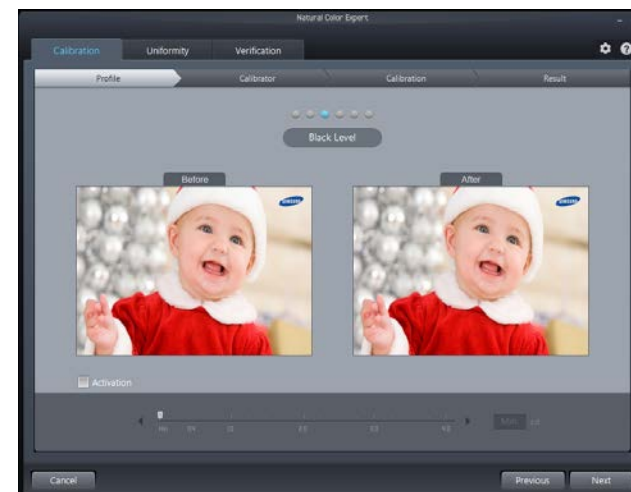 Natural Color Expert
Calibration Uniformity Verification
Profile Calibrator Calibration Result
Black Level
Before After
SAMSUNG SAMSUNG
Activation
Cancel Previous Next